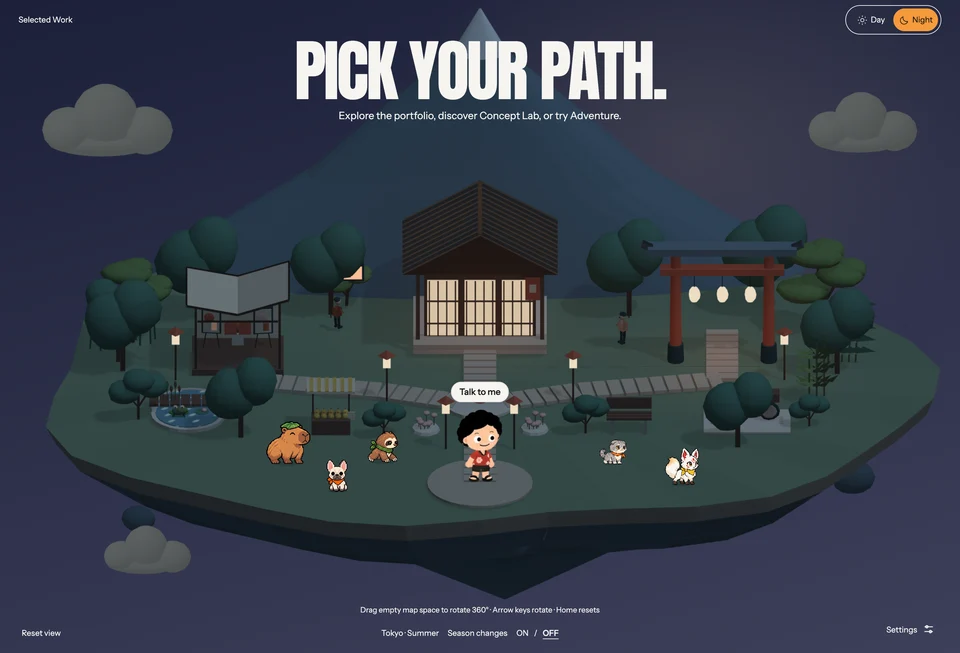 Selected Work
Day
Night
PICK YOUR PATH.
Explore the portfolio, discover Concept Lab, or try Adventure.
Talk to me
Drag empty map space to rotate 360° · Arrow keys rotate · Home resets
Reset view
Tokyo · Summer Season changes ON / OFF
Settings